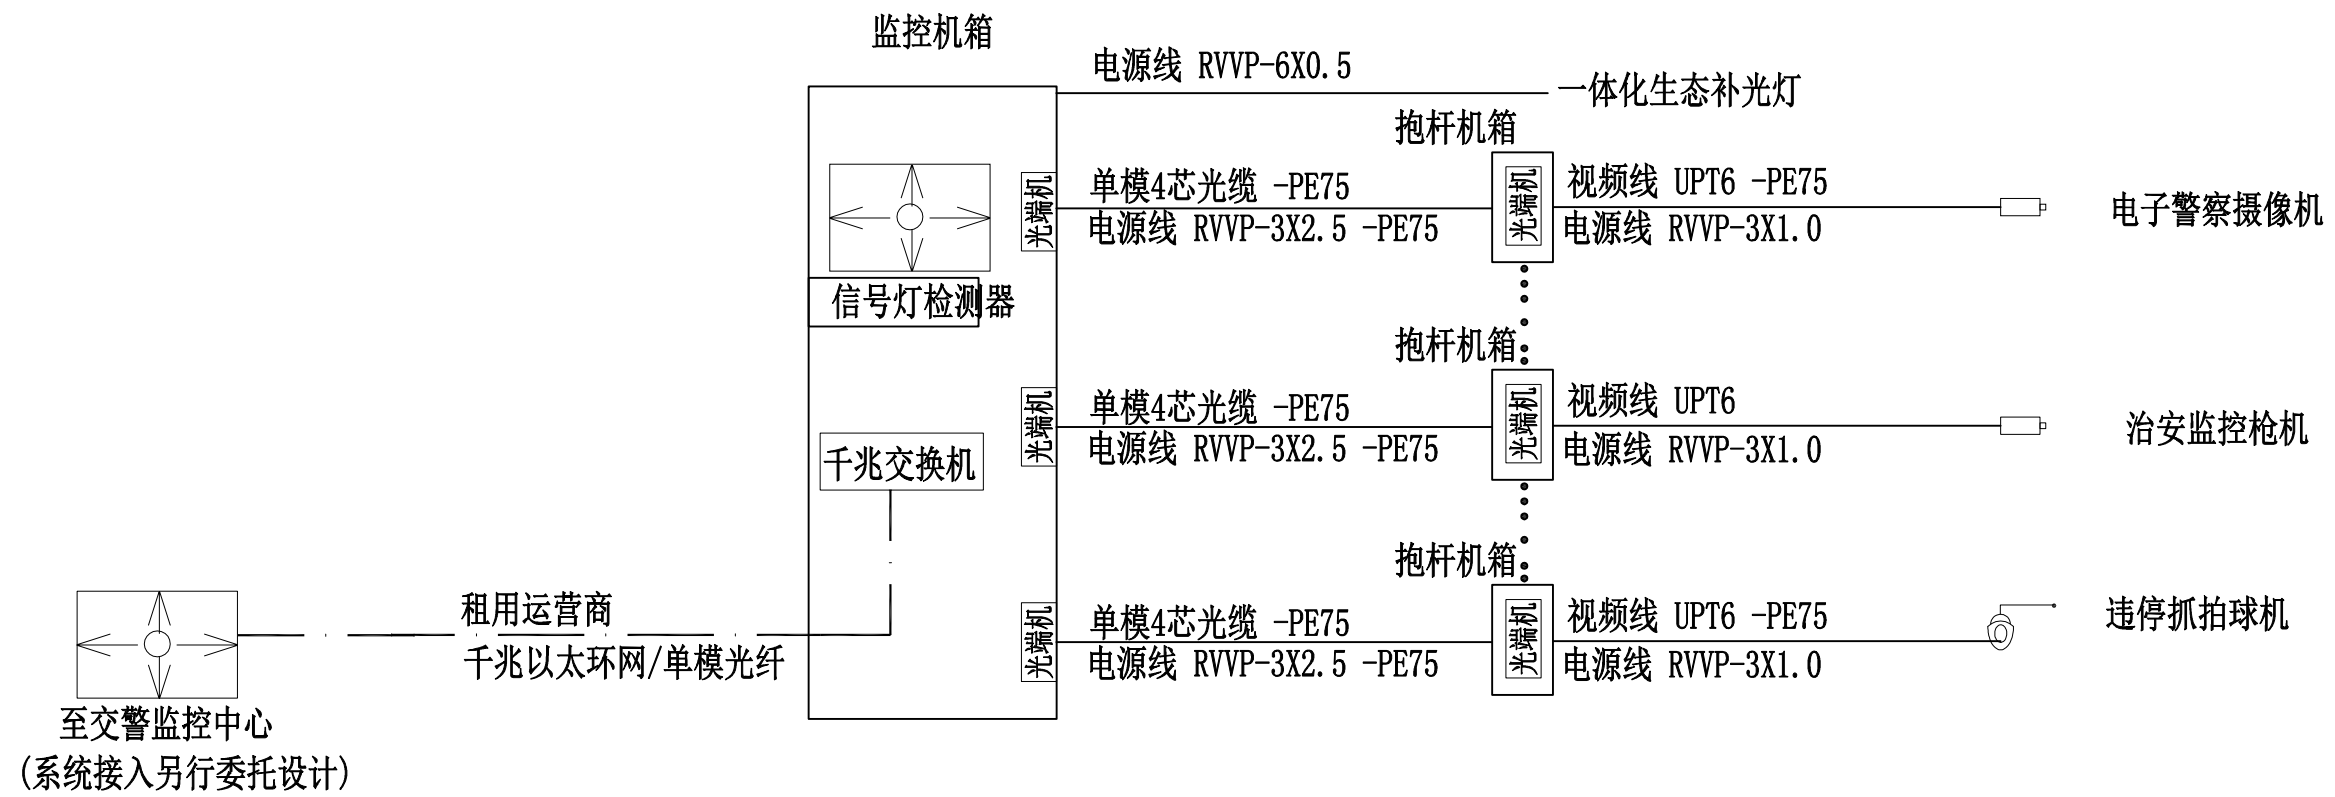 监控机箱
电源线 RVVP-6X0.5
一体化生态补光灯
抱杆机箱
光端机
单模4芯光缆 -PE75
电源线 RVVP-3X2.5 -PE75
光端机
视频线 UPT6 -PE75
电源线 RVVP-3X1.0
电子警察摄像机
信号灯检测器
抱杆机箱
光端机
单模4芯光缆 -PE75
电源线 RVVP-3X2.5 -PE75
光端机
视频线 UPT6
电源线 RVVP-3X1.0
治安监控枪机
千兆交换机
抱杆机箱
光端机
单模4芯光缆 -PE75
电源线 RVVP-3X2.5 -PE75
光端机
视频线 UPT6 -PE75
电源线 RVVP-3X1.0
违停抓拍球机
租用运营商
千兆以太环网/单模光纤
至交警监控中心
(系统接入另行委托设计)